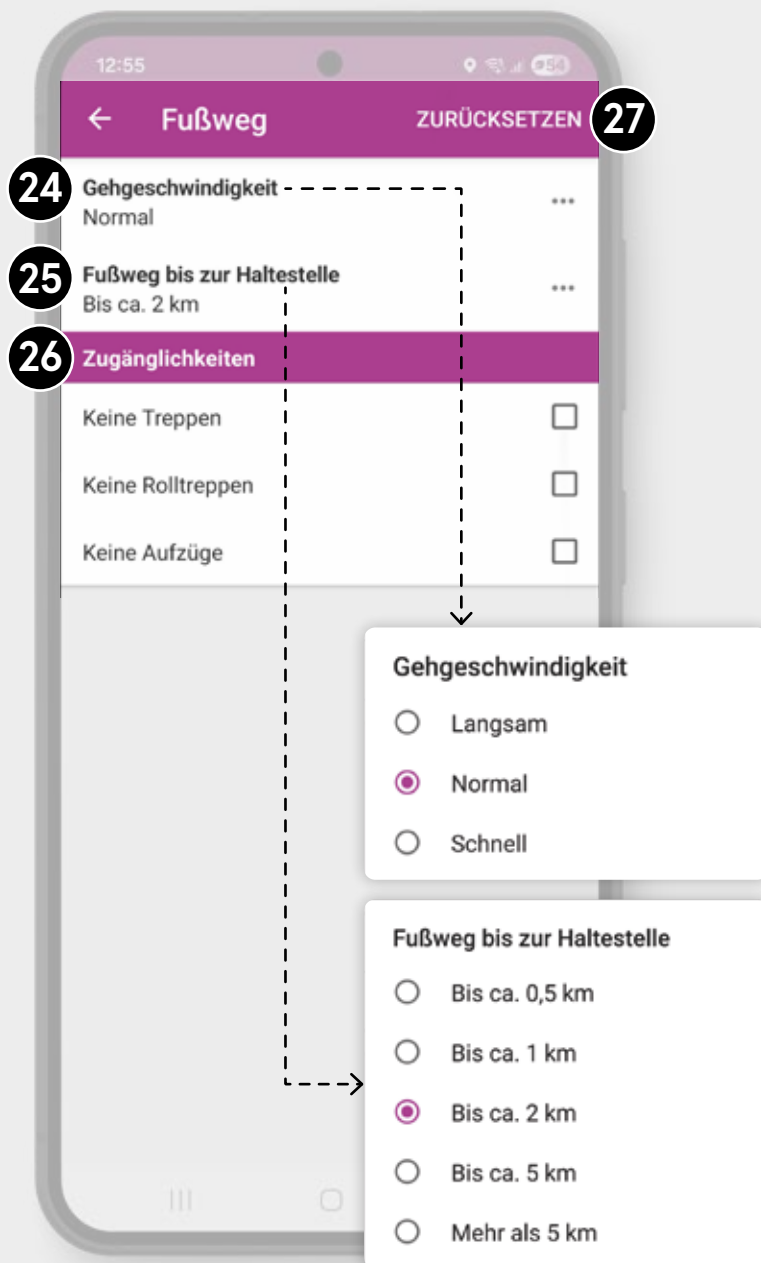 12:55
54
← Fußweg ZURÜCKSETZEN 27
24 Gehgeschwindigkeit
Normal
25 Fußweg bis zur Haltestelle
Bis ca. 2 km
26 Zugänglichkeiten
Keine Treppen
Keine Rolltreppen
Keine Aufzüge
Gehgeschwindigkeit
Langsam
Normal
Schnell
Fußweg bis zur Haltestelle
Bis ca. 0,5 km
Bis ca. 1 km
Bis ca. 2 km
Bis ca. 5 km
Mehr als 5 km